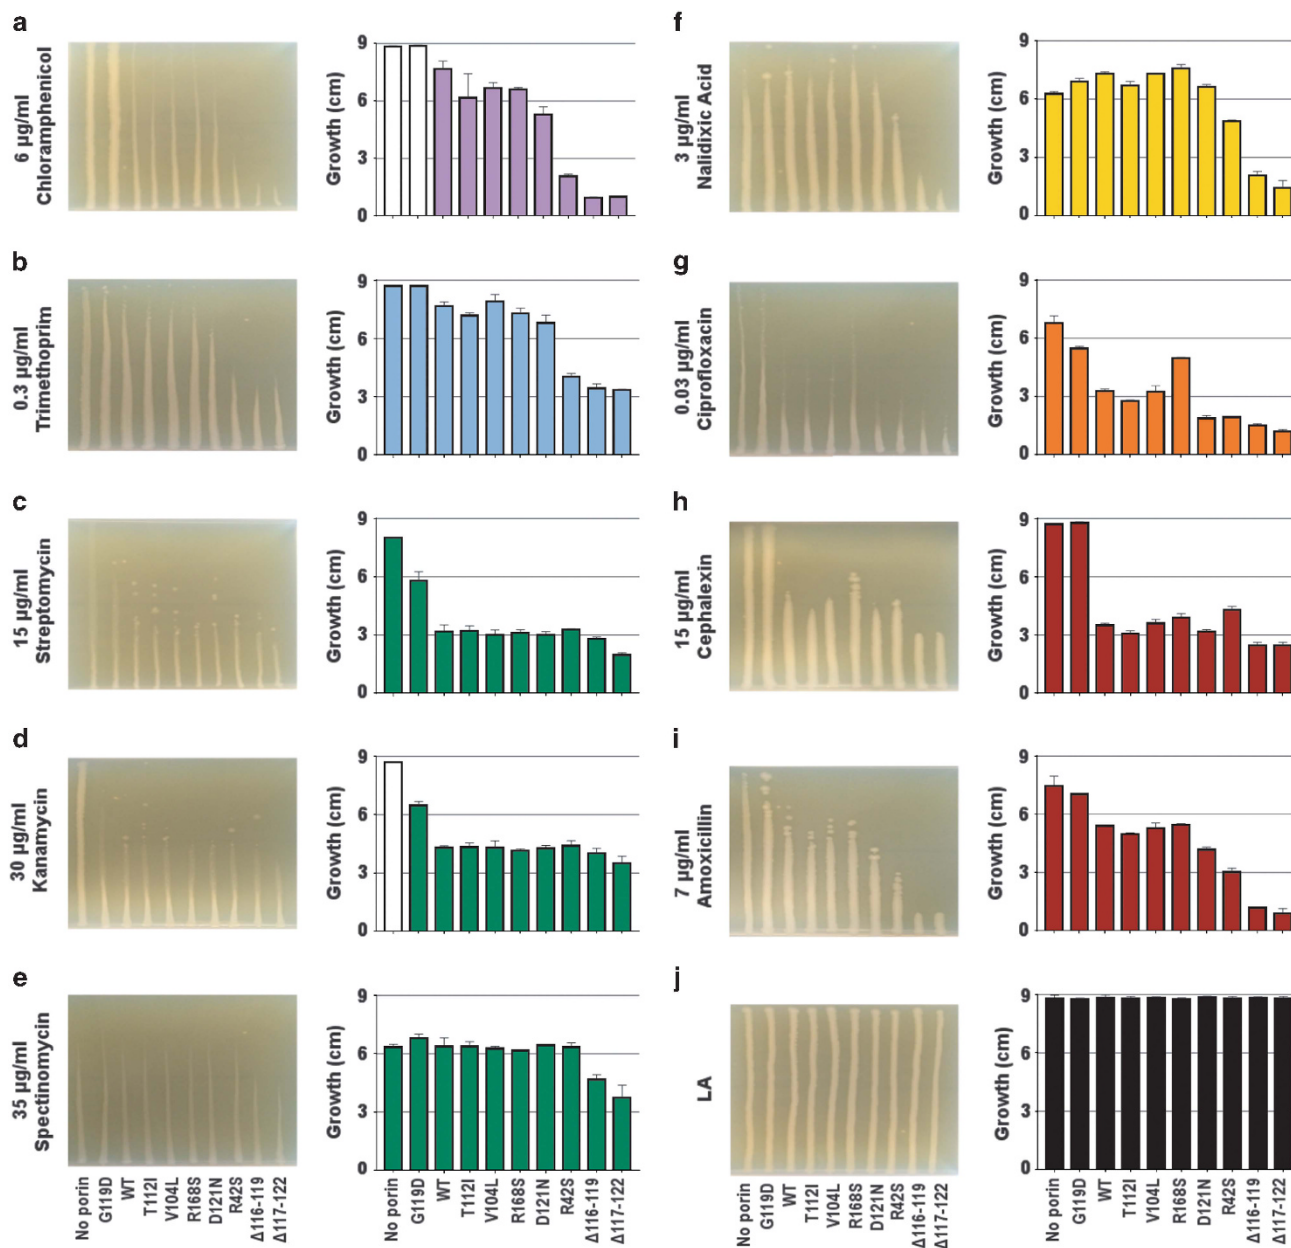 a
6 µg/ml
Chloramphenicol
Growth (cm)
9
6
3
0
b
0.3 µg/ml
Trimethoprim
Growth (cm)
9
6
3
0
c
15 µg/ml
Streptomycin
Growth (cm)
9
6
3
0
d
30 µg/ml
Kanamycin
Growth (cm)
9
6
3
0
e
35 µg/ml
Spectinomycin
Growth (cm)
9
6
3
0
No porin
G119D
WT
T112I
V104L
R168S
D121N
R42S
Δ116-119
Δ117-122
No porin
G119D
WT
T112I
V104L
R168S
D121N
R42S
Δ116-119
Δ117-122
f
3 µg/ml
Nalidixic Acid
Growth (cm)
9
6
3
0
g
0.03 µg/ml
Ciprofloxacin
Growth (cm)
9
6
3
0
h
15 µg/ml
Cephalexin
Growth (cm)
9
6
3
0
i
7 µg/ml
Amoxicillin
Growth (cm)
9
6
3
0
j
LA
Growth (cm)
9
6
3
0
No porin
G119D
WT
T112I
V104L
R168S
D121N
R42S
Δ116-119
Δ117-122
No porin
G119D
WT
T112I
V104L
R168S
D121N
R42S
Δ116-119
Δ117-122